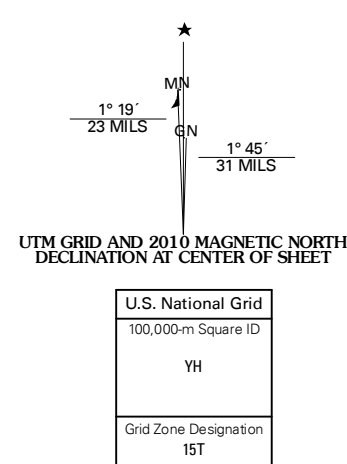 MN
1° 19´
23 MILS
GN
1° 45´
31 MILS
UTM GRID AND 2010 MAGNETIC NORTH
DECLINATION AT CENTER OF SHEET
U.S. National Grid
100,000-m Square ID
YH
Grid Zone Designation
15T